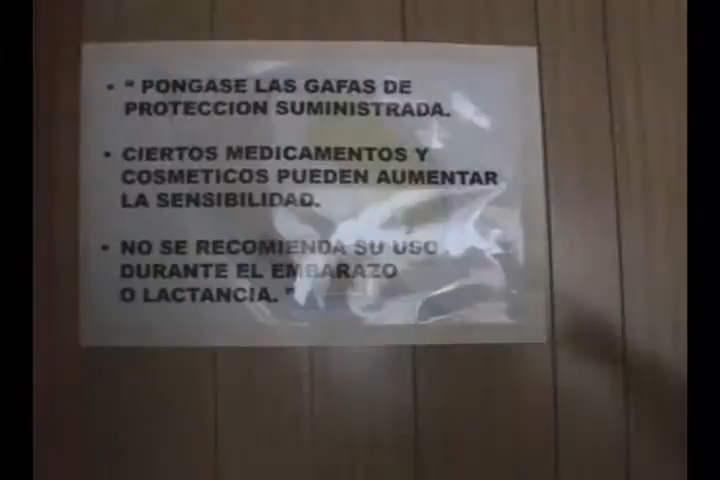 • " PONGASE LAS GAFAS DE
PROTECCION SUMINISTRADA.
• CIERTOS MEDICAMENTOS Y
COSMETICOS PUEDEN AUMENTAR
LA SENSIBILIDAD.
• NO SE RECOMIENDA SU USO
DURANTE EL EMBARAZO
O LACTANCIA. "